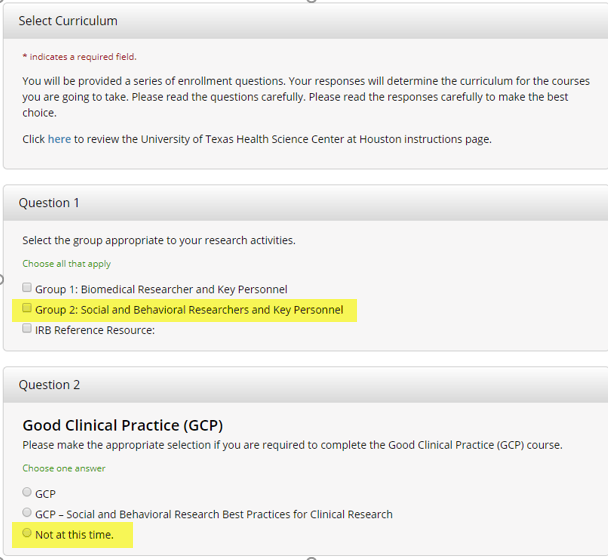 Select Curriculum
* indicates a required field.
You will be provided a series of enrollment questions. Your responses will determine the curriculum for the courses
you are going to take. Please read the questions carefully. Please read the responses carefully to make the best
choice.
Click here to review the University of Texas Health Science Center at Houston instructions page.
Question 1
Select the group appropriate to your research activities.
Choose all that apply
Group 1: Biomedical Researcher and Key Personnel
Group 2: Social and Behavioral Researchers and Key Personnel
IRB Reference Resource:
Question 2
Good Clinical Practice (GCP)
Please make the appropriate selection if you are required to complete the Good Clinical Practice (GCP) course.
Choose one answer
GCP
GCP – Social and Behavioral Research Best Practices for Clinical Research
Not at this time.